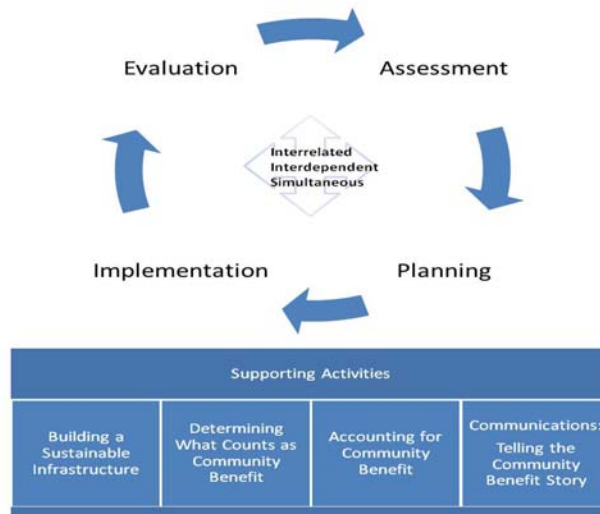 Evaluation
Assessment
Interrelated
Interdependent
Simultaneous
Implementation
Planning
Supporting Activities
Building a
Sustainable
Infrastructure
Determining
What Counts as
Community
Benefit
Accounting for
Community
Benefit
Communications:
Telling the
Community
Benefit Story